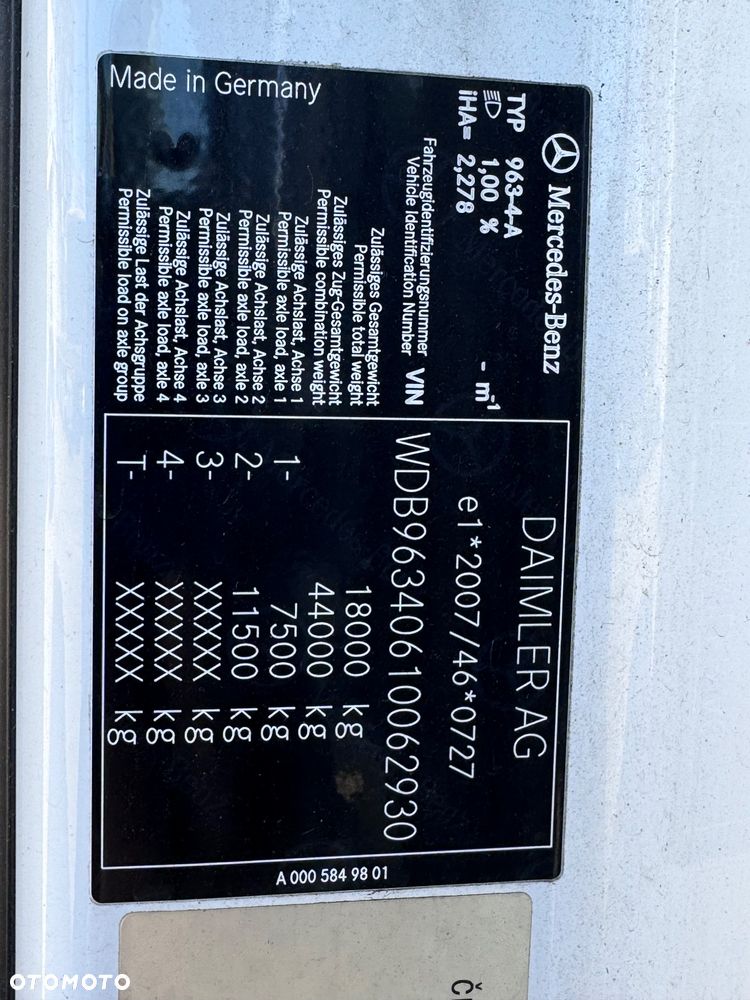 Mercedes-Benz
TYP 963-4-A
1,00 % - m⁻¹
iHA= 2,278
DAIMLER AG
e1*2007/46*0727
Fahrzeugidentifizierungsnummer
Vehicle Identification Number VIN
WDB9634061006 2930
Zulässiges Gesamtgewicht
Permissible total weight 18000 kg
Zulässiges Zug-Gesamtgewicht
Permissible combination weight 44000 kg
Zulässige Achslast, Achse 1
Permissible axle load, axle 1 1- 7500 kg
Zulässige Achslast, Achse 2
Permissible axle load, axle 2 2- 11500 kg
Zulässige Achslast, Achse 3
Permissible axle load, axle 3 3- XXXXX kg
Zulässige Achslast, Achse 4
Permissible axle load, axle 4 4- XXXXX kg
Zulässige Last der Achsgruppe
Permissible load on axle group T- XXXXX kg
Made in Germany
A 000 584 98 01
OTOMOTO